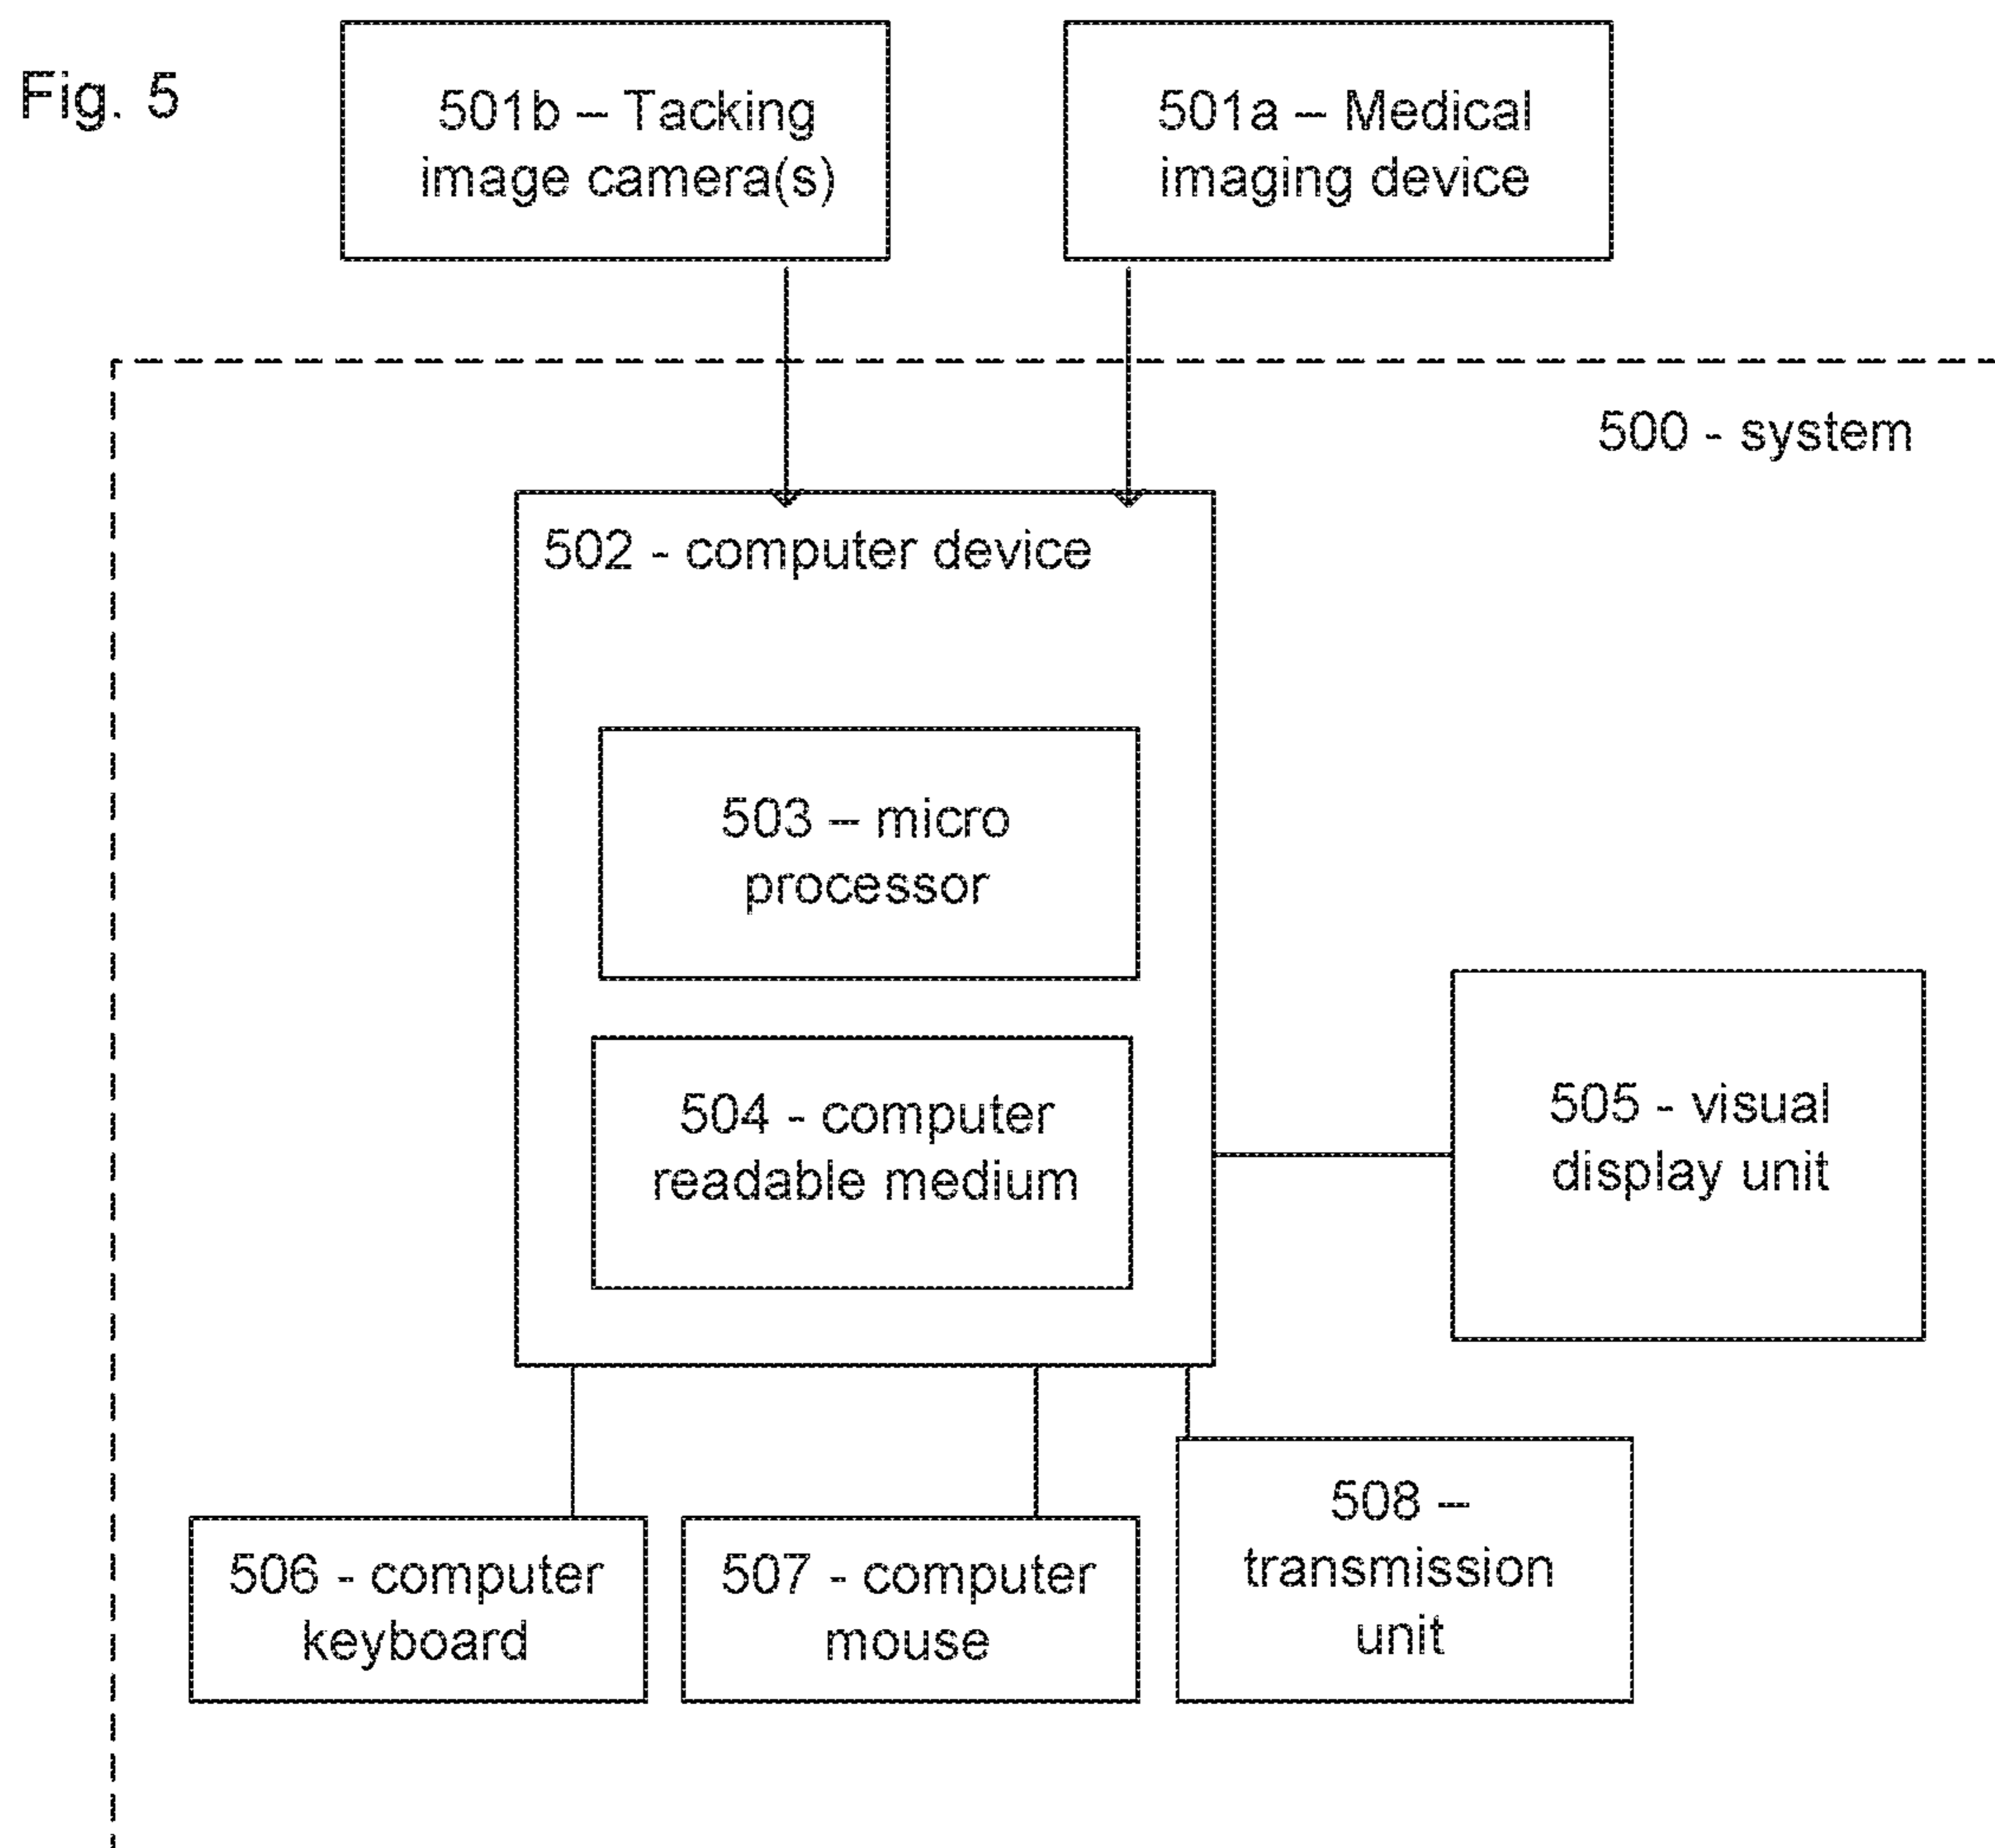 Fig. 5
501b – Tacking
image camera(s)
501a – Medical
imaging device
500 - system
502 - computer device
503 – micro
processor
504 - computer
readable medium
505 - visual
display unit
506 - computer
keyboard
507 - computer
mouse
508 –
transmission
unit